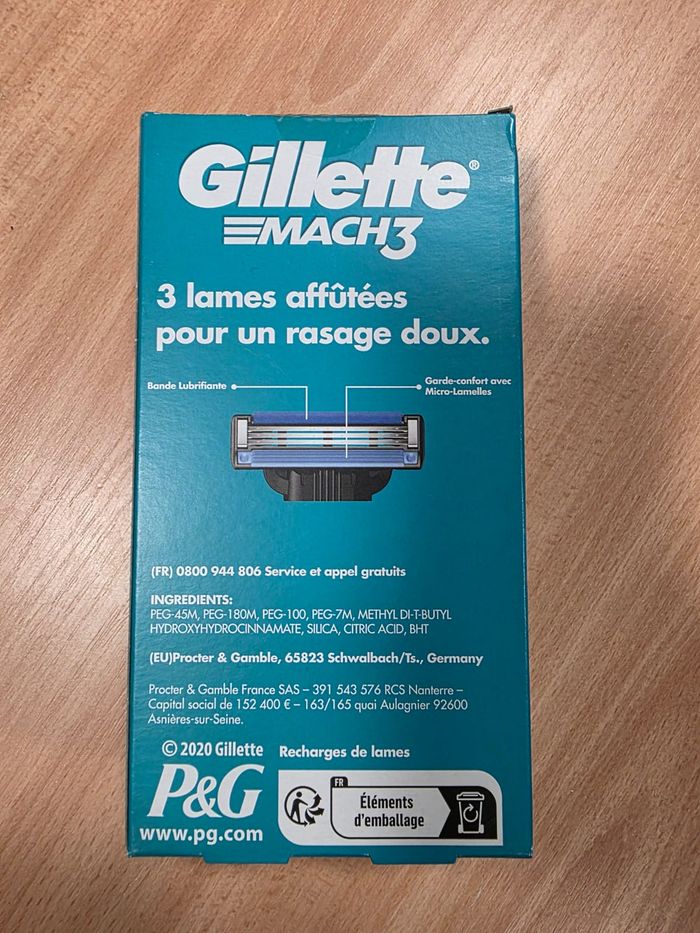 Gillette®
MACH3
3 lames affûtées
pour un rasage doux.
Bande Lubrifiante
Garde-confort avec
Micro-Lamelles
(FR) 0800 944 806 Service et appel gratuits
INGREDIENTS:
PEG-45M, PEG-180M, PEG-100, PEG-7M, METHYL DI-T-BUTYL
HYDROXYHYDROCINNAMATE, SILICA, CITRIC ACID, BHT
(EU)Procter & Gamble, 65823 Schwalbach/Ts., Germany
Procter & Gamble France SAS – 391 543 576 RCS Nanterre –
Capital social de 152 400 € – 163/165 quai Aulagnier 92600
Asnières-sur-Seine.
© 2020 Gillette
Recharges de lames
P&G
www.pg.com
FR
Éléments
d'emballage